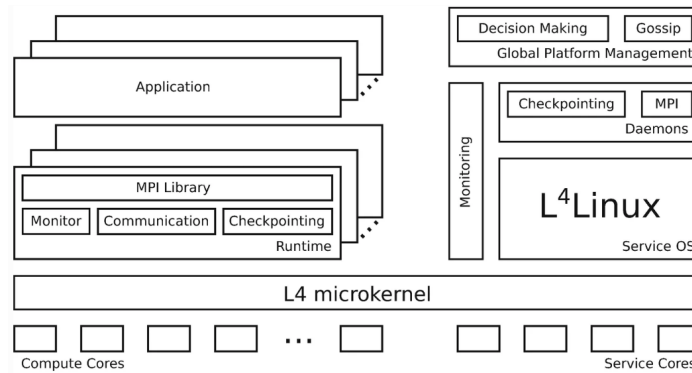 Application
MPI Library
Monitor Communication Checkpointing
Runtime
Decision Making Gossip
Global Platform Management
Monitoring
Checkpointing MPI
Daemons
L⁴Linux
Service OS
L4 microkernel
...
Compute Cores
Service Cores